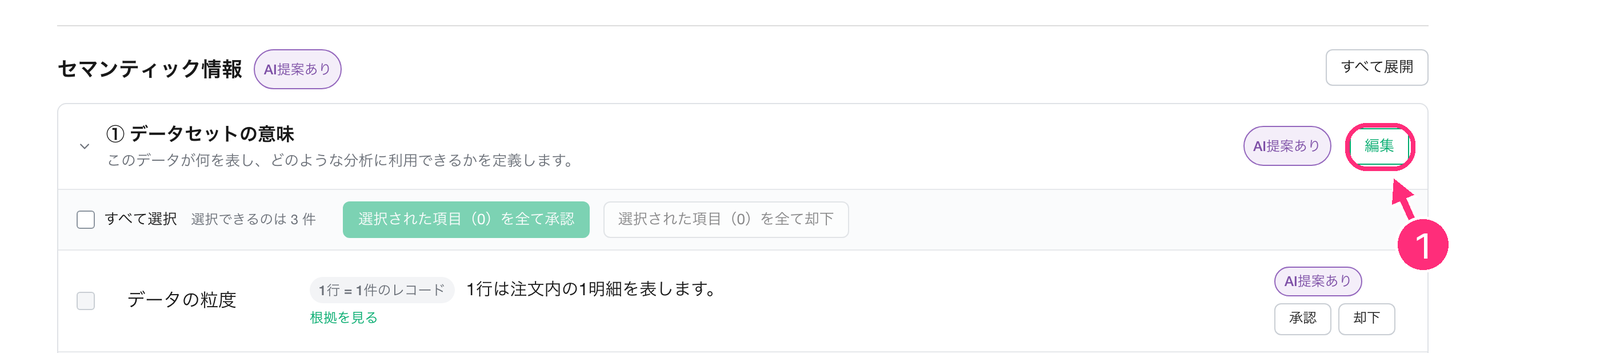 セマンティック情報 AI提案あり すべて展開
① データセットの意味
このデータが何を表し、どのような分析に利用できるかを定義します。
AI提案あり 編集
すべて選択 選択できるのは 3 件 選択された項目（0）を全て承認 選択された項目（0）を全て却下
1
データの粒度 1行 = 1件のレコード 1行は注文内の1明細を表します。
根拠を見る
AI提案あり
承認 却下